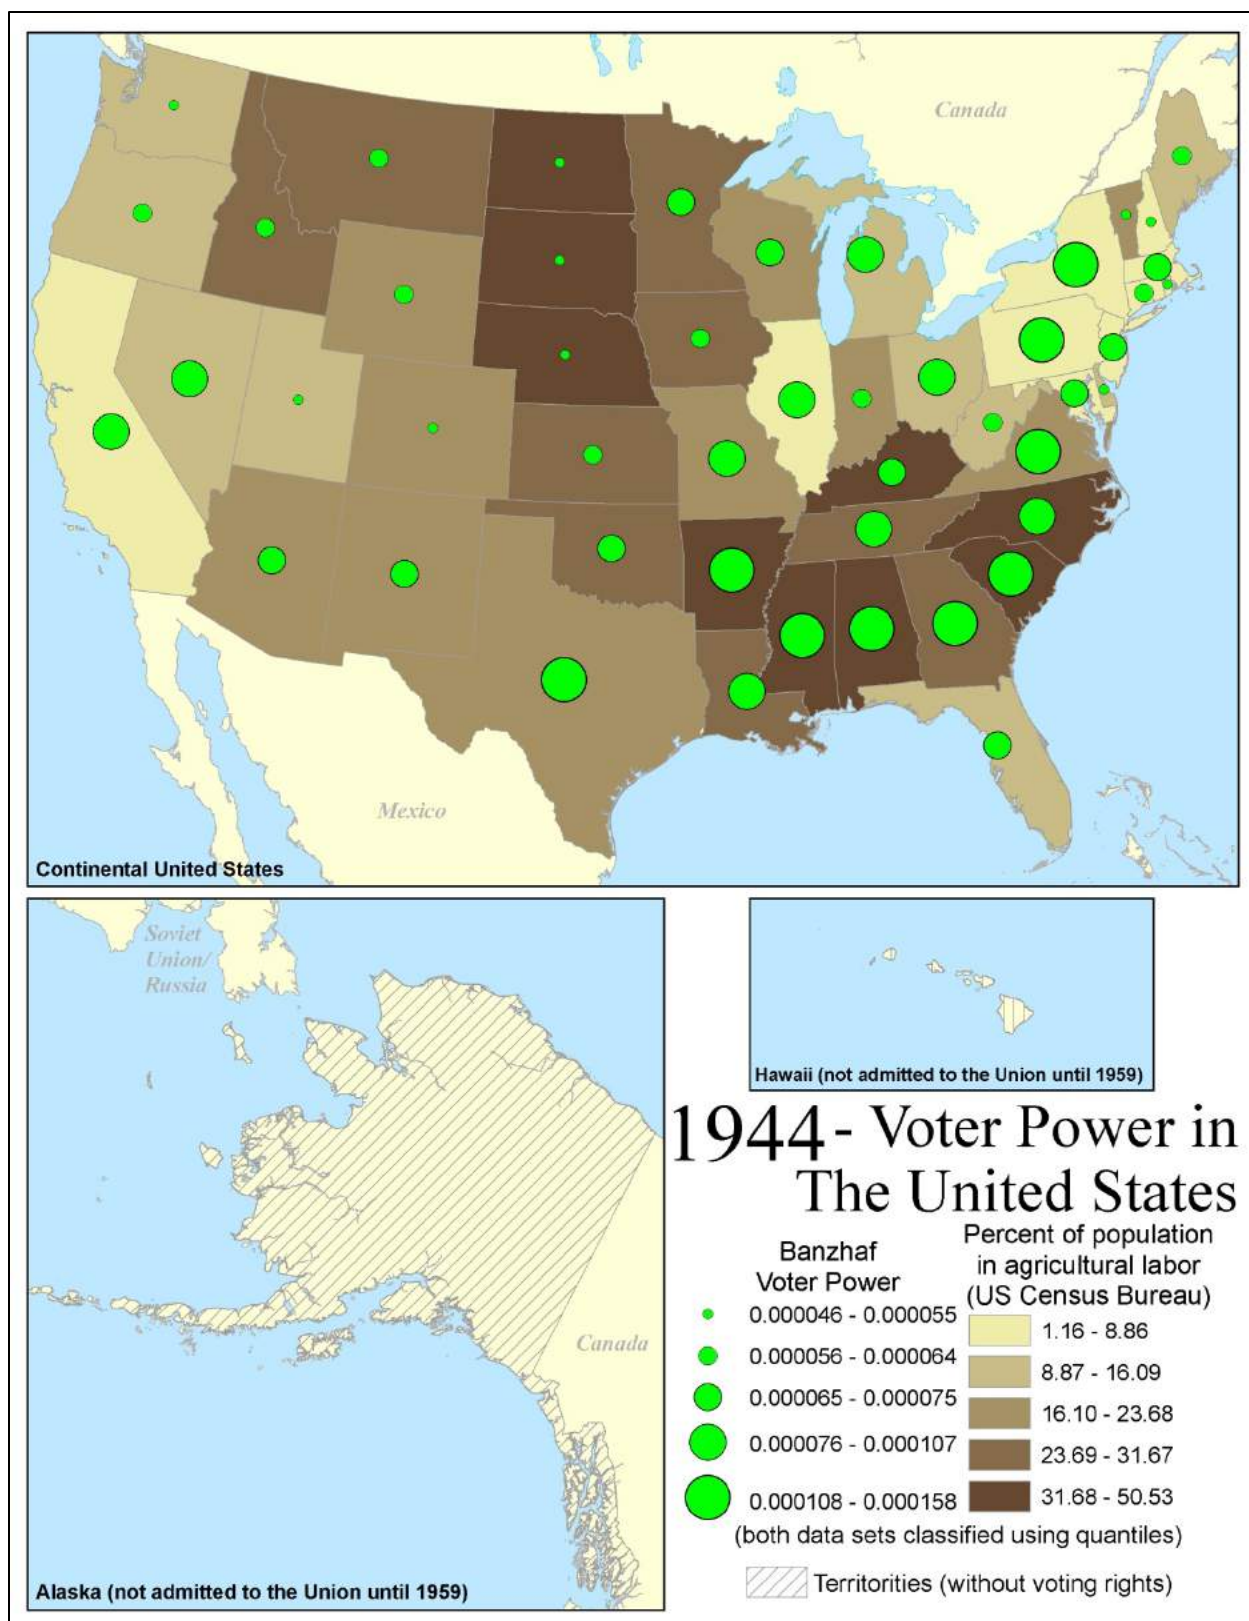 Canada
Mexico
Continental United States
Soviet
Union/
Russia
Canada
Alaska (not admitted to the Union until 1959)
Hawaii (not admitted to the Union until 1959)
1944 - Voter Power in
The United States
Banzhaf
Voter Power
0.000046 - 0.000055
0.000056 - 0.000064
0.000065 - 0.000075
0.000076 - 0.000107
0.000108 - 0.000158
Percent of population
in agricultural labor
(US Census Bureau)
1.16 - 8.86
8.87 - 16.09
16.10 - 23.68
23.69 - 31.67
31.68 - 50.53
(both data sets classified using quantiles)
Territorities (without voting rights)